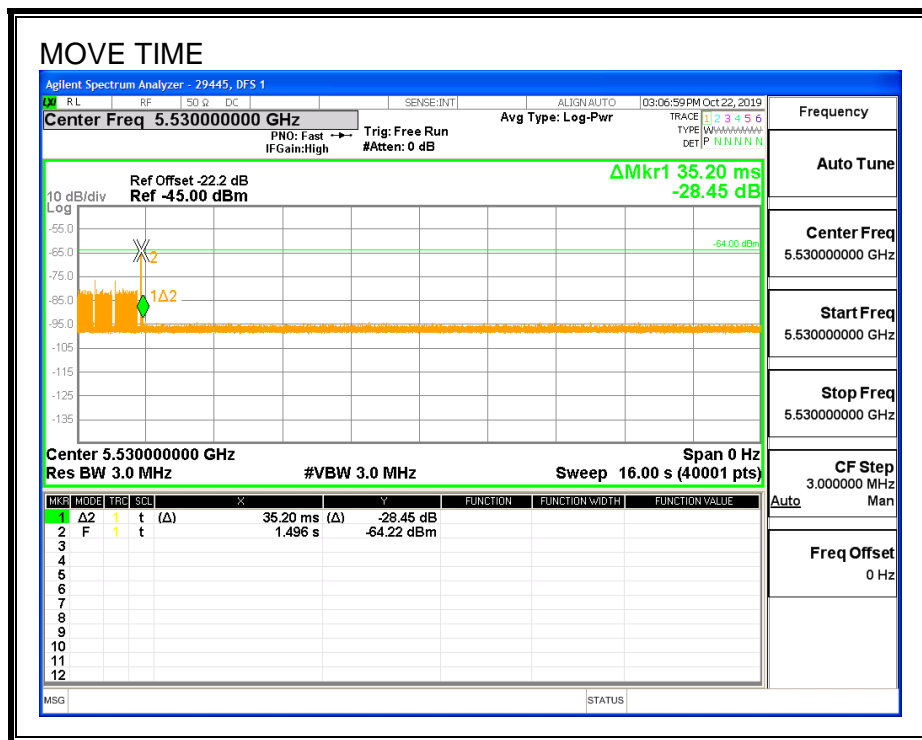 MOVE TIME
Agilent Spectrum Analyzer - 29445, DFS 1
LXI RL RF 50 Ω DC SENSE:INT ALIGN AUTO 03:06:59 PM Oct 22, 2019
Center Freq 5.530000000 GHz Avg Type: Log-Pwr TRACE 1 2 3 4 5 6
PNO: Fast Trig: Free Run TYPE WWWWWW
IFGain:High #Atten: 0 dB DET P N N N N N
Frequency
Auto Tune
Center Freq
5.530000000 GHz
Start Freq
5.530000000 GHz
Stop Freq
5.530000000 GHz
CF Step
3.000000 MHz
Auto Man
Freq Offset
0 Hz
ΔMkr1 35.20 ms
-28.45 dB
Ref Offset -22.2 dB
10 dB/div Ref -45.00 dBm
Log
-55.0
-64.00 dBm
-65.0
2
-75.0
-85.0
1Δ2
-95.0
-105
-115
-125
-135
Center 5.530000000 GHz Span 0 Hz
Res BW 3.0 MHz #VBW 3.0 MHz Sweep 16.00 s (40001 pts)
MKR MODE TRC SCL X Y FUNCTION FUNCTION WIDTH FUNCTION VALUE
1 Δ2 1 t (Δ) 35.20 ms (Δ) -28.45 dB
2 F 1 t 1.496 s -64.22 dBm
3
4
5
6
7
8
9
10
11
12
MSG STATUS